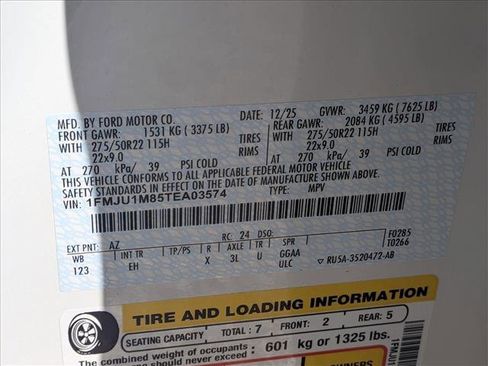 MFD. BY FORD MOTOR CO. 12/25 GVWR: 3459 KG ( 7625 LB)
FRONT GAWR: 1531 KG ( 3375 LB) REAR GAWR: 2084 KG ( 4595 LB)
WITH 275/50R22 115H TIRES WITH 275/50R22 115H TIRES
22x9.0 RIMS 22x9.0 RIMS
AT 270 kPa/ 39 PSI COLD AT 270 kPa/ 39 PSI COLD
THIS VEHICLE CONFORMS TO ALL APPLICABLE FEDERAL MOTOR VEHICLE
SAFETY STANDARDS IN EFFECT ON THE DATE OF MANUFACTURE SHOWN ABOVE.
VIN: 1FMJU1M85TEA03574 TYPE: MPV
EXT PNT: AZ RC: 24 DSO: F0285
WB INT TR TP/PS R AXLE TR SPR T0266
123 EH X 3L U GGAA
ULC ▽ RU5A-3520472-AB
TIRE AND LOADING INFORMATION
SEATING CAPACITY TOTAL : 7 FRONT: 2 REAR: 5
The combined weight of occupants
should never exceed : 601 kg or 1325 lbs.
OWNER'S
1FMJU1